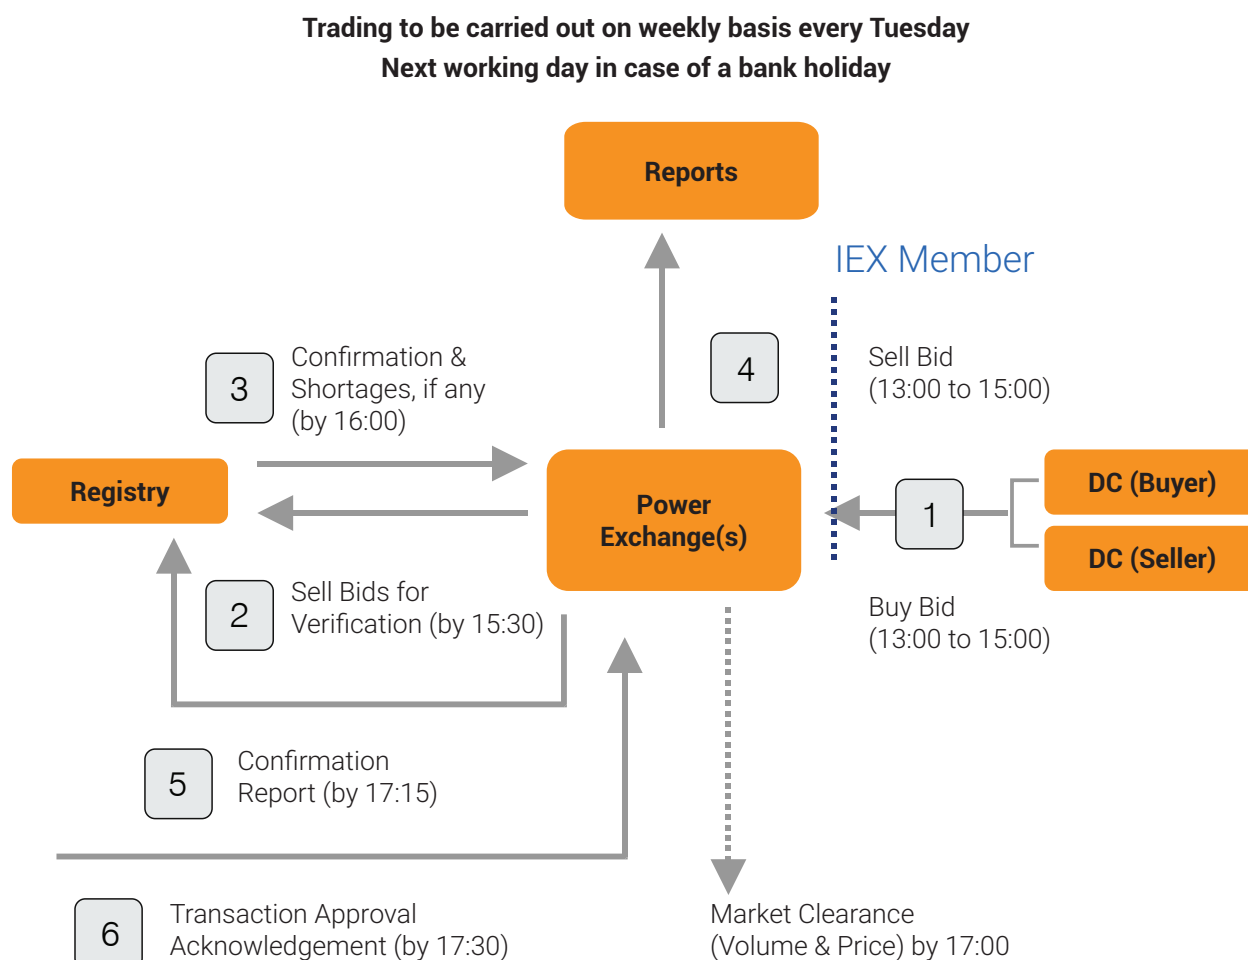 Trading to be carried out on weekly basis every Tuesday
Next working day in case of a bank holiday
Reports
IEX Member
3
Confirmation &
Shortages, if any
(by 16:00)
4
Sell Bid
(13:00 to 15:00)
Registry
Power
Exchange(s)
1
DC (Buyer)
DC (Seller)
2
Sell Bids for
Verification (by 15:30)
Buy Bid
(13:00 to 15:00)
5
Confirmation
Report (by 17:15)
6
Transaction Approval
Acknowledgement (by 17:30)
Market Clearance
(Volume & Price) by 17:00